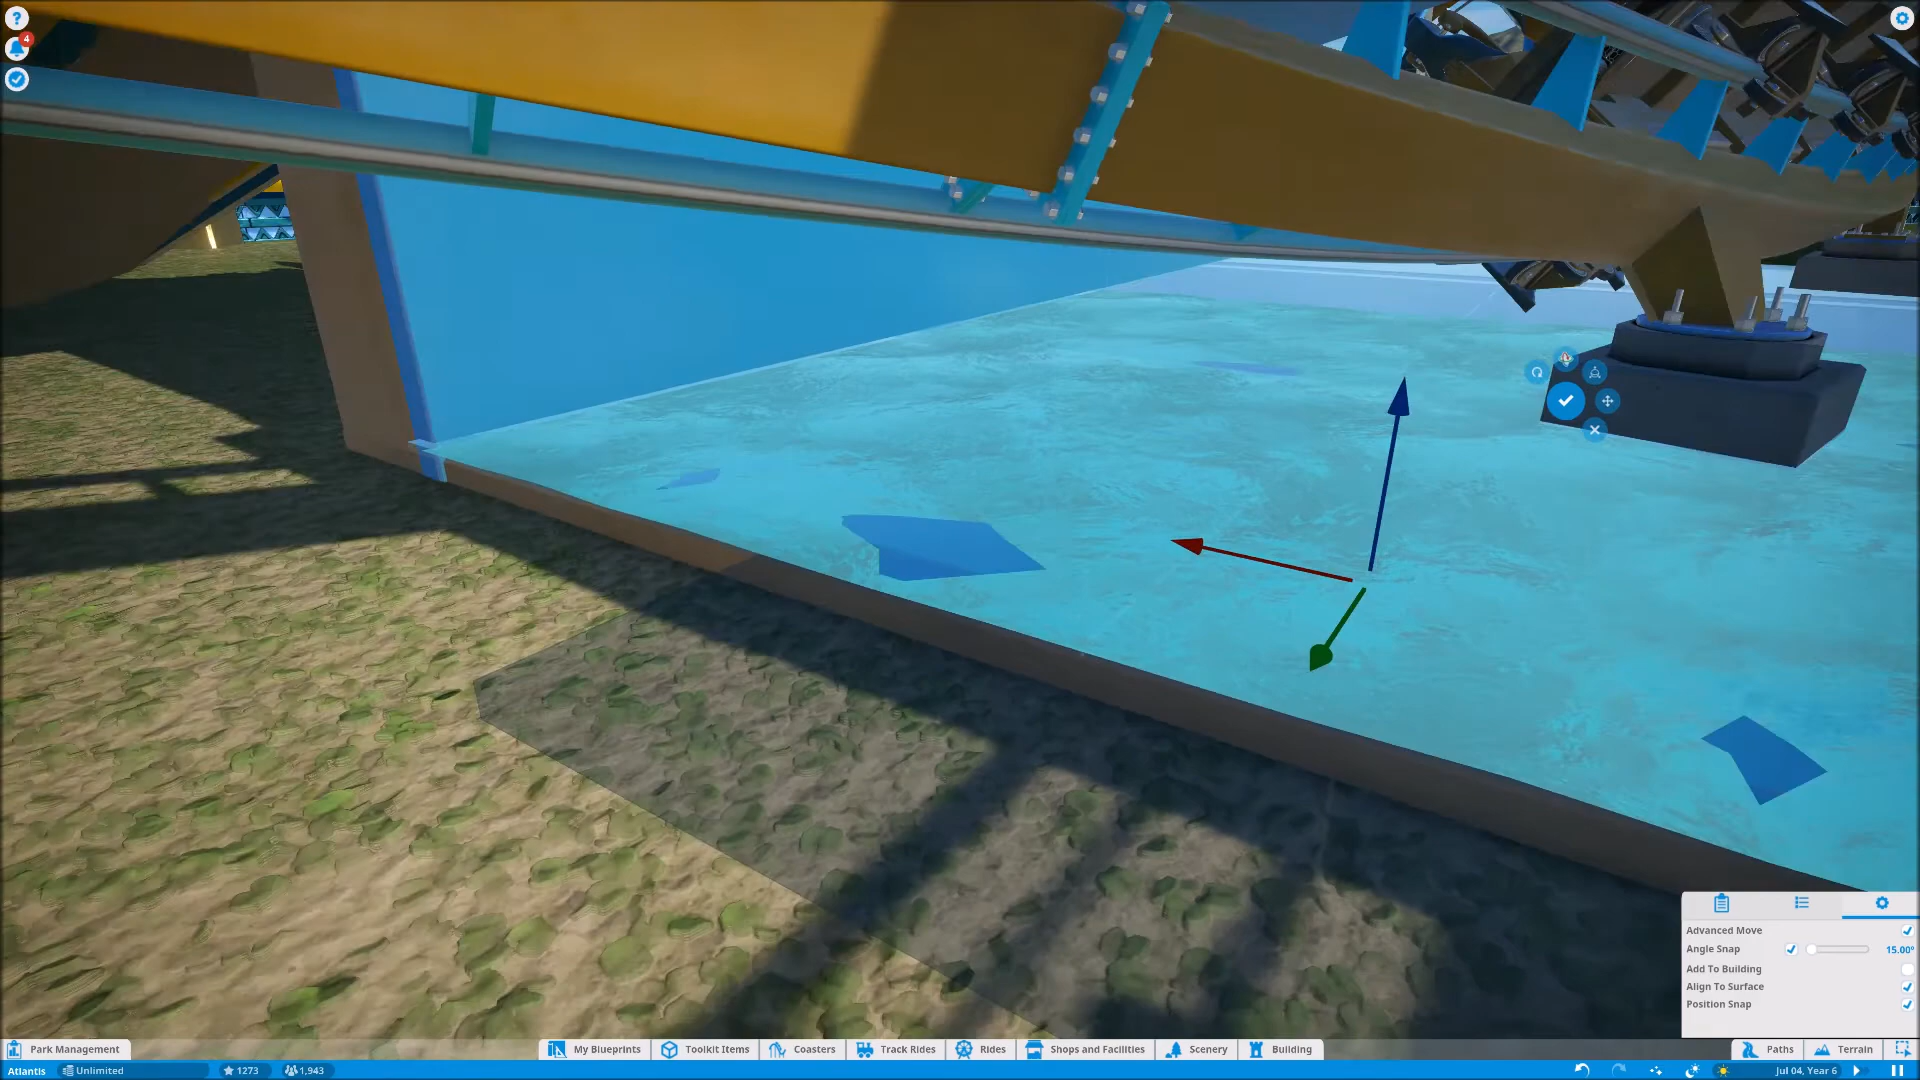 ?
4
Advanced Move
Angle Snap 15.00°
Add To Building
Align To Surface
Position Snap
Park Management My Blueprints Toolkit Items Coasters Track Rides Rides Shops and Facilities Scenery Building Paths Terrain
Atlantis Unlimited 1273 1,943 Jul 04, Year 6